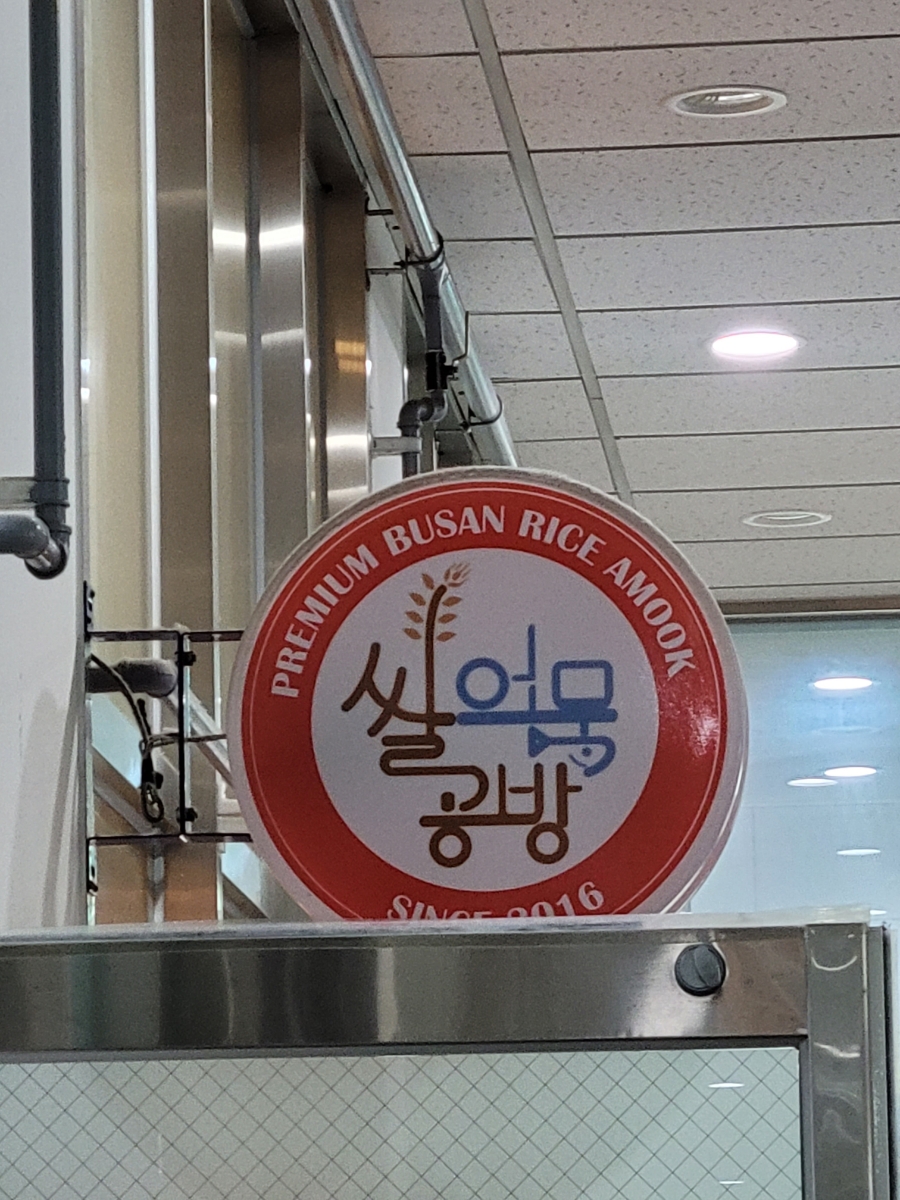 PREMIUM BUSAN RICE AMOOK
쌀어묵
공방
SINCE 2016